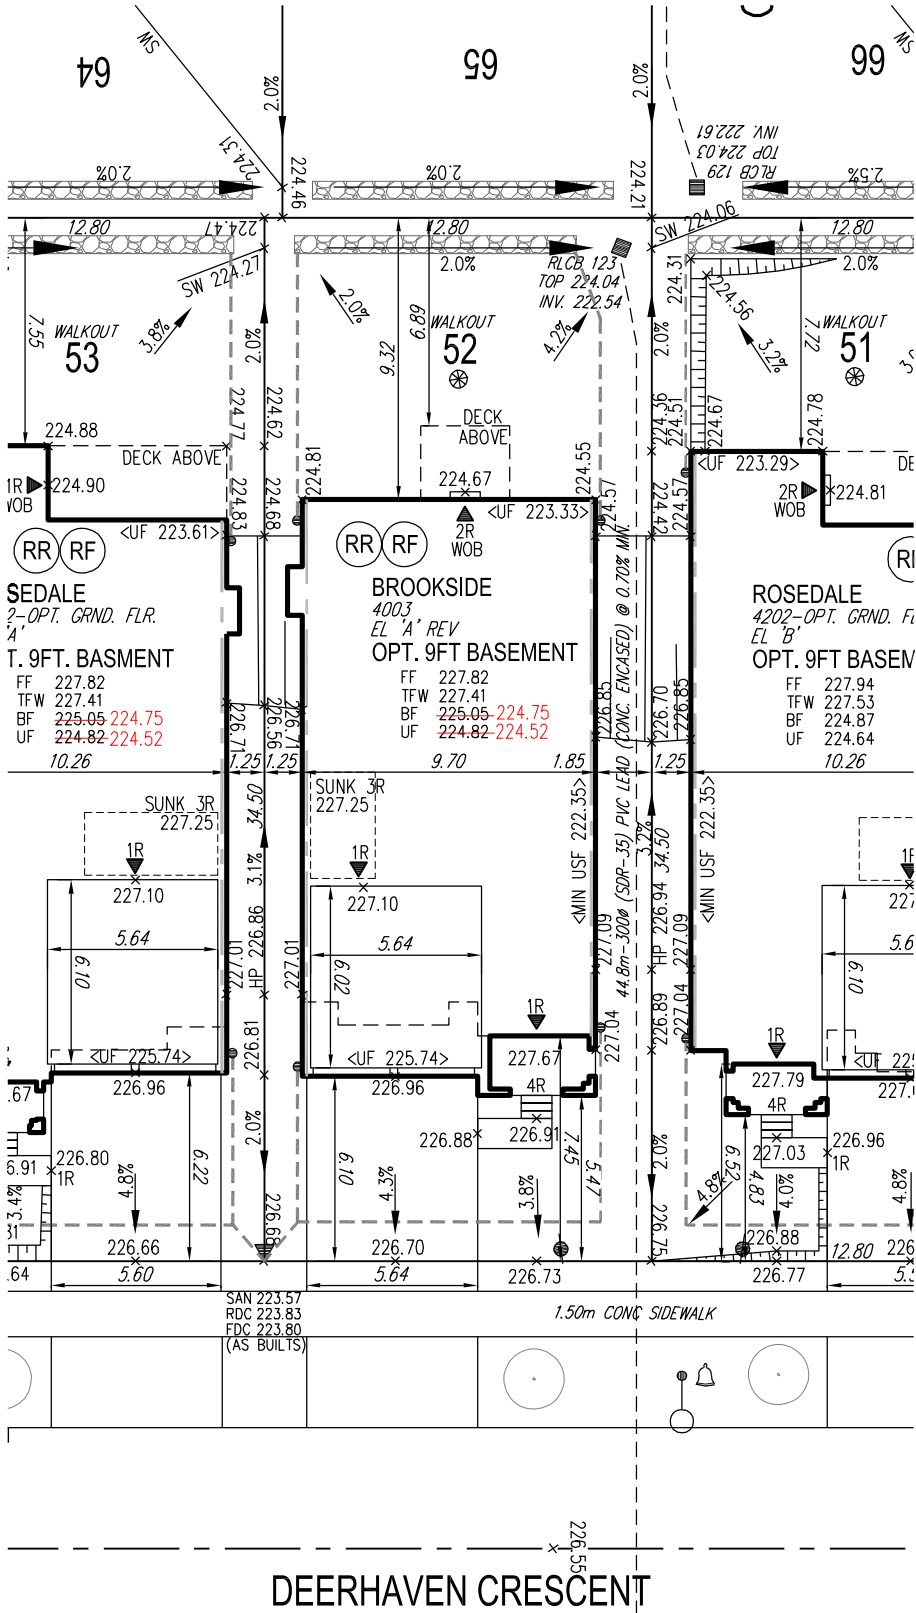 64
65
66
SW
2.0%
2.0%
SW
224.31
224.46
224.21
INV. 222.61
TOP 224.03
RLCB 129
2.0%
2.0%
2.5%
12.80
224.47
12.80
SW 224.06
12.80
SW 224.27
2.0%
RLCB 123
TOP 224.04
INV. 222.54
224.31
2.0%
7.55
WALKOUT
53
3.8%
2.0%
2.0%
9.32
6.89
WALKOUT
52
4.2%
2.0%
224.56
3.2%
7.72
WALKOUT
51
224.88
224.77
224.62
DECK ABOVE
224.81
DECK
ABOVE
224.55
224.36
224.51
224.67
224.78
1R
WOB
224.90
<UF 223.61>
224.83
224.68
224.67
<UF 223.33>
224.57
224.42
224.57
<UF 223.29>
2R
WOB
224.81
DE
RR
RF
RR
RF
2R
WOB
SEDALE
2-OPT. GRND. FLR.
'A'
T. 9FT. BASMENT
FF 227.82
TFW 227.41
BF 225.05 224.75
UF 224.82 224.52
BROOKSIDE
4003
EL 'A' REV
OPT. 9FT BASEMENT
FF 227.82
TFW 227.41
BF 225.05 224.75
UF 224.82 224.52
ROSEDALE
4202-OPT. GRND. FL
EL 'B'
OPT. 9FT BASEM
FF 227.94
TFW 227.53
BF 224.87
UF 224.64
226.71
226.56
226.71
226.85
226.70
226.85
10.26
1.25
1.25
9.70
1.85
1.25
10.26
44.8m-300ø (SDR-35) PVC LEAD (CONC. ENCASED) @ 0.70% MIN.
<MIN USF 222.35>
<MIN USF 222.35>
SUNK 3R
227.25
SUNK 3R
227.25
34.50
3.1%
HP 226.86
3.2%
34.50
HP 226.94
1R
227.10
1R
227.10
1R
5.64
6.10
5.64
6.02
6.10
227.01
227.01
227.09
227.09
226.81
227.04
226.89
227.04
<UF 225.74>
226.96
<UF 225.74>
226.96
1R
227.67
4R
1R
227.79
4R
226.91
226.88
226.80
1R
227.03
226.96
1R
6.22
2.0%
6.10
7.45
5.47
2.0%
6.52
4.83
3.4%
4.8%
4.3%
3.8%
4.8%
4.0%
4.8%
226.66
226.68
226.70
226.73
226.75
226.88
226.77
12.80
5.60
5.64
SAN 223.57
RDC 223.83
FDC 223.80
(AS BUILTS)
1.50m CONC SIDEWALK
226.55
DEERHAVEN CRESCENT